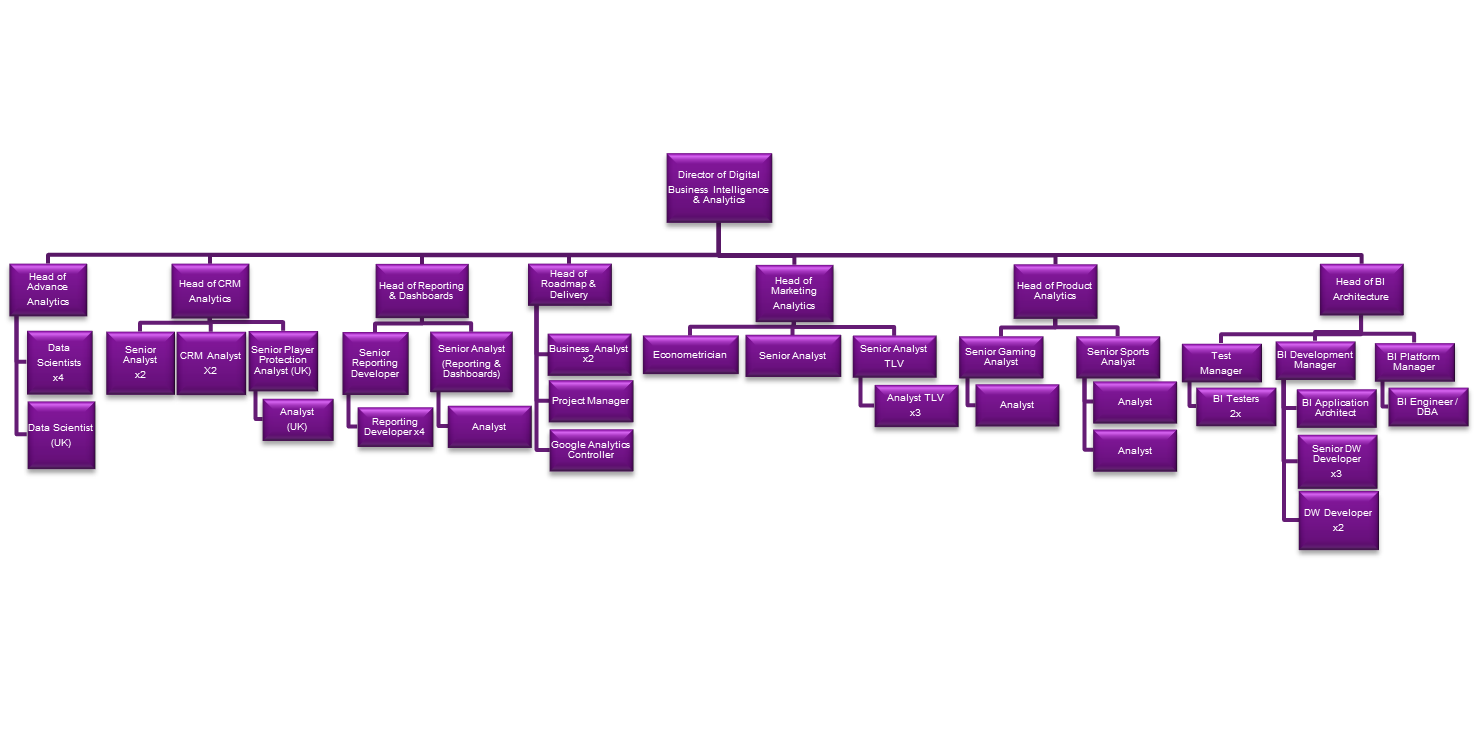 Director of Digital
Business Intelligence
& Analytics
Head of
Advance
Analytics
Data
Scientists
x4
Data Scientist
(UK)
Head of CRM
Analytics
Senior
Analyst
x2
CRM Analyst
X2
Senior Player
Protection
Analyst (UK)
Analyst
(UK)
Head of Reporting
& Dashboards
Senior
Reporting
Developer
Reporting
Developer x4
Senior Analyst
(Reporting &
Dashboards)
Analyst
Head of
Roadmap &
Delivery
Business Analyst
x2
Project Manager
Google Analytics
Controller
Head of
Marketing
Analytics
Econometrician
Senior Analyst
Senior Analyst
TLV
Analyst TLV
x3
Head of Product
Analytics
Senior Gaming
Analyst
Analyst
Senior Sports
Analyst
Analyst
Analyst
Head of BI
Architecture
Test
Manager
BI Testers
2x
BI Development
Manager
BI Application
Architect
Senior DW
Developer
x3
DW Developer
x2
BI Platform
Manager
BI Engineer /
DBA